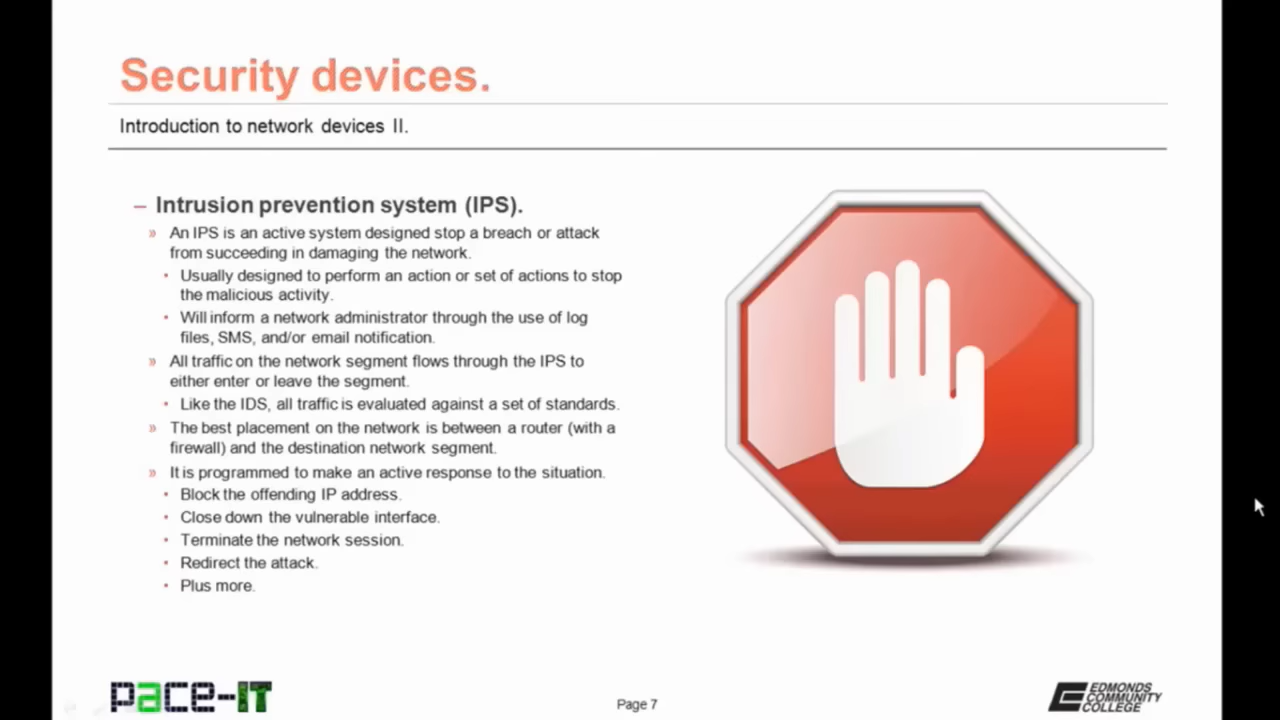 Security devices.
Introduction to network devices II.
– Intrusion prevention system (IPS).
» An IPS is an active system designed stop a breach or attack
from succeeding in damaging the network.
• Usually designed to perform an action or set of actions to stop
the malicious activity.
• Will inform a network administrator through the use of log
files, SMS, and/or email notification.
» All traffic on the network segment flows through the IPS to
either enter or leave the segment.
• Like the IDS, all traffic is evaluated against a set of standards.
» The best placement on the network is between a router (with a
firewall) and the destination network segment.
» It is programmed to make an active response to the situation.
• Block the offending IP address.
• Close down the vulnerable interface.
• Terminate the network session.
• Redirect the attack.
• Plus more.
pace-IT
Page 7
EDMONDS
COMMUNITY
COLLEGE